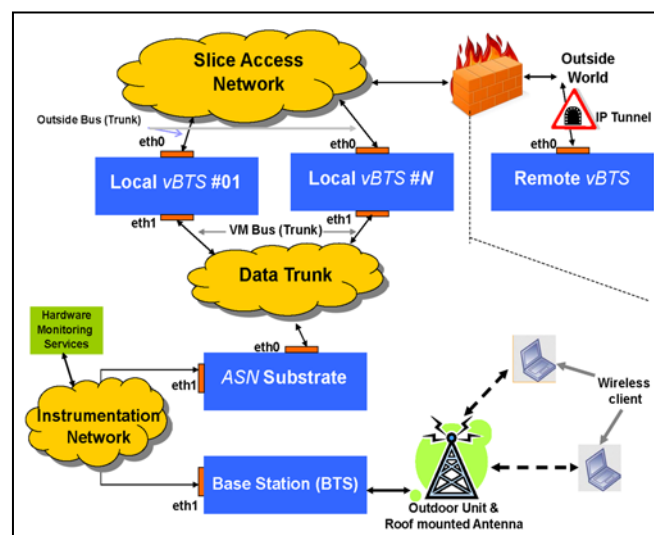 Slice Access
Network
Outside
World
Outside Bus (Trunk)
IP Tunnel
eth0
eth0
eth0
Local vBTS #01
Local vBTS #N
Remote vBTS
eth1
eth1
VM Bus (Trunk)
Data Trunk
Hardware
Monitoring
Services
eth0
eth1
ASN Substrate
Wireless
client
Instrumentation
Network
Base Station (BTS)
eth1
Outdoor Unit &
Roof mounted Antenna